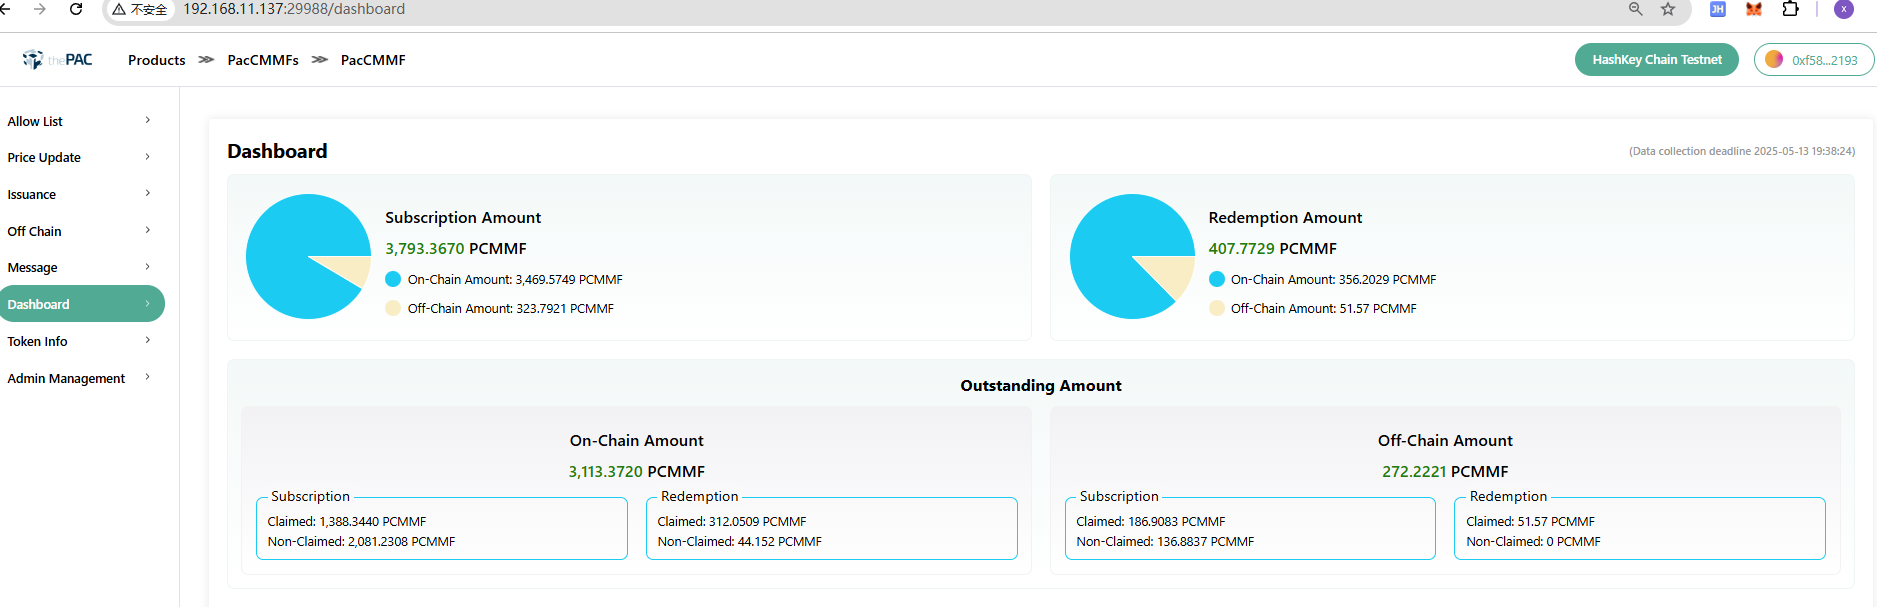 不安全 192.168.11.137:29988/dashboard
JH
X
thePAC Products PacCMMFs PacCMMF HashKey Chain Testnet 0xf58...2193
Allow List
Price Update
Issuance
Off Chain
Message
Dashboard
Token Info
Admin Management
Dashboard (Data collection deadline 2025-05-13 19:38:24)
Subscription Amount
3,793.3670 PCMMF
On-Chain Amount: 3,469.5749 PCMMF
Off-Chain Amount: 323.7921 PCMMF
Redemption Amount
407.7729 PCMMF
On-Chain Amount: 356.2029 PCMMF
Off-Chain Amount: 51.57 PCMMF
Outstanding Amount
On-Chain Amount
3,113.3720 PCMMF
Subscription
Claimed: 1,388.3440 PCMMF
Non-Claimed: 2,081.2308 PCMMF
Redemption
Claimed: 312.0509 PCMMF
Non-Claimed: 44.152 PCMMF
Off-Chain Amount
272.2221 PCMMF
Subscription
Claimed: 186.9083 PCMMF
Non-Claimed: 136.8837 PCMMF
Redemption
Claimed: 51.57 PCMMF
Non-Claimed: 0 PCMMF